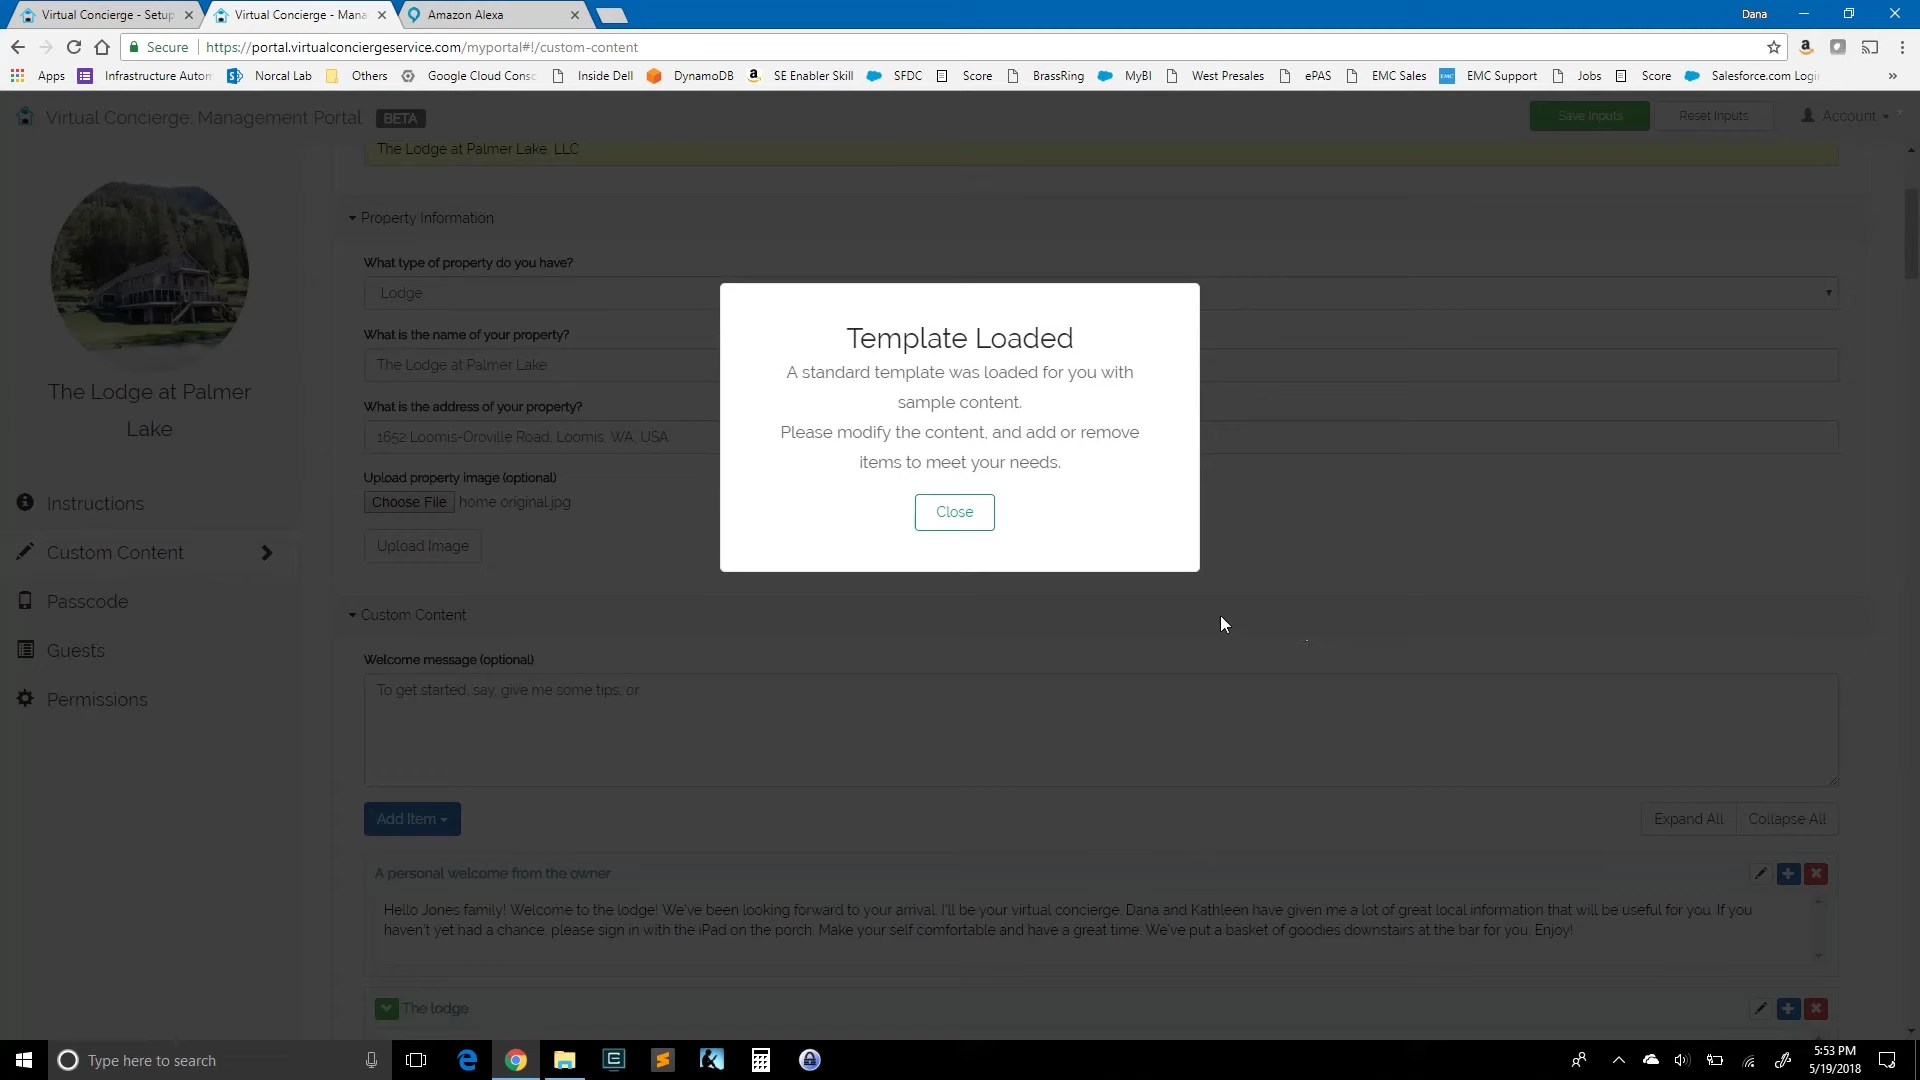 Virtual Concierge - Setup
Virtual Concierge - Mana
Amazon Alexa
Dana
Secure
https://portal.virtualconciergeservice.com/myportal#!/custom-content
Apps
Infrastructure Autom
Norcal Lab
Others
Google Cloud Conso
Inside Dell
DynamoDB
SE Enabler Skill
SFDC
Score
BrassRing
MyBI
West Presales
ePAS
EMC Sales
EMC
EMC Support
Jobs
Score
Salesforce.com Logi
Virtual Concierge: Management Portal
BETA
Save Inputs
Reset Inputs
Account
The Lodge at Palmer Lake, LLC
The Lodge at Palmer
Lake
Instructions
Custom Content
Passcode
Guests
Permissions
Property Information
What type of property do you have?
Lodge
What is the name of your property?
The Lodge at Palmer Lake
What is the address of your property?
1652 Loomis-Oroville Road, Loomis, WA, USA
Upload property image (optional)
Choose File home original.jpg
Upload Image
Template Loaded
A standard template was loaded for you with
sample content.
Please modify the content, and add or remove
items to meet your needs.
Close
Custom Content
Welcome message (optional)
To get started, say, give me some tips, or
Add Item
Expand All
Collapse All
A personal welcome from the owner
Hello Jones family! Welcome to the lodge! We've been looking forward to your arrival. I'll be your virtual concierge. Dana and Kathleen have given me a lot of great local information that will be useful for you. If you
haven't yet had a chance, please sign in with the iPad on the porch. Make your self comfortable and have a great time. We've put a basket of goodies downstairs at the bar for you. Enjoy!
The lodge
Type here to search
5:53 PM
5/19/2018